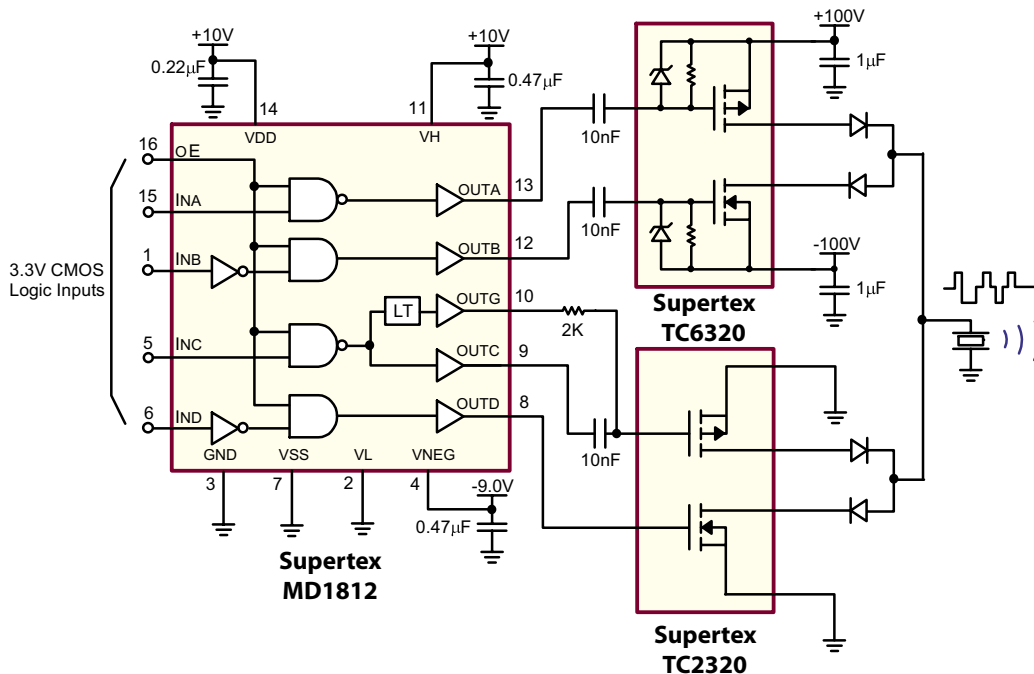 +10V
0.22µF
14
VDD
+10V
11
0.47µF
VH
+100V
1µF
10nF
16
OE
15
INA
13
OUTA
1
INB
12
OUTB
10nF
3.3V CMOS
Logic Inputs
LT
OUTG
10
2K
-100V
1µF
Supertex
TC6320
5
INC
9
OUTC
6
IND
8
OUTD
10nF
GND
VSS
VL
VNEG
3
7
2
4
-9.0V
0.47µF
Supertex
MD1812
Supertex
TC2320